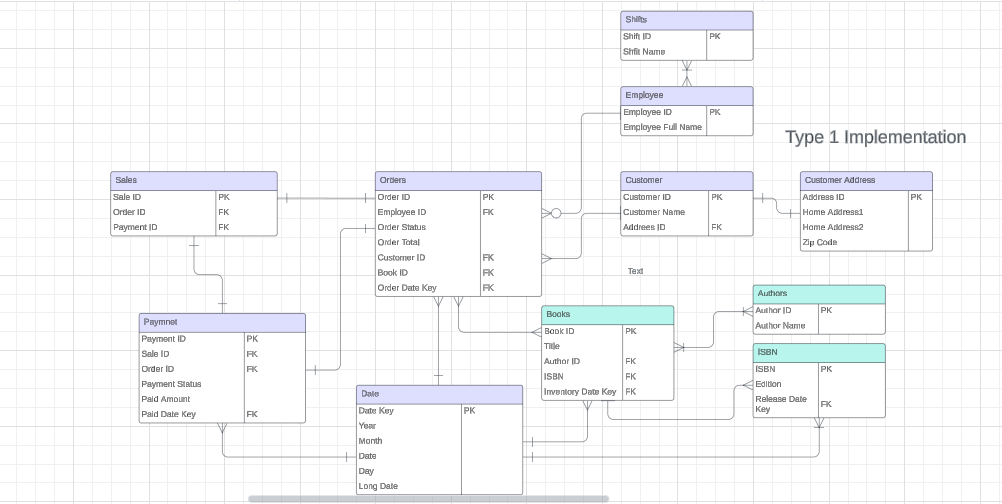 Shifts
Shift ID PK
Shfit Name
Employee
Employee ID PK
Employee Full Name
Type 1 Implementation
Sales
Sale ID PK
Order ID FK
Payment ID FK
Orders
Order ID PK
Employee ID FK
Order Status
Order Total
Customer ID FK
Book ID FK
Order Date Key FK
Customer
Customer ID PK
Customer Name
Addrees ID FK
Customer Address
Address ID PK
Home Address1
Home Address2
Zip Code
Text
Authors
Author ID PK
Author Name
Books
Book ID PK
Title
Author ID FK
ISBN FK
Inventory Date Key FK
ISBN
ISBN PK
Edition
Release Date
Key FK
Paymnet
Payment ID PK
Sale ID FK
Order ID FK
Payment Status
Paid Amount
Paid Date Key FK
Date
Date Key PK
Year
Month
Date
Day
Long Date